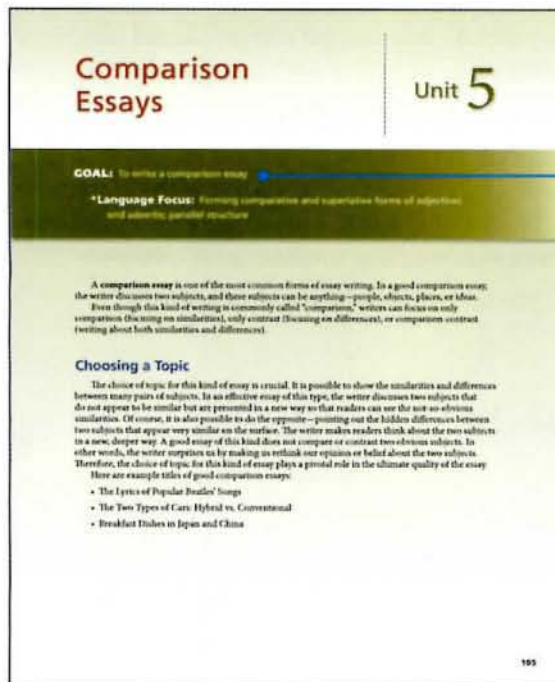 Comparison
Essays
Unit 5
GOAL: To write a comparison essay
*Language Focus: Forming comparative and superlative forms of adjectives
and adverbs; parallel structure
A comparison essay is one of the most common forms of essay writing. In a good comparison essay,
the writer discusses two subjects, and these subjects can be anything—people, objects, places, or ideas.
Even though this kind of writing is commonly called "comparison," writers can focus on only
comparison (focusing on similarities), only contrast (focusing on differences), or comparison-contrast
(writing about both similarities and differences).
Choosing a Topic
The choice of topic for this kind of essay is crucial. It is possible to show the similarities and differences
between many pairs of subjects. In an effective essay of this type, the writer discusses two subjects that
do not appear to be similar but are presented in a new way so that readers can see the not-so-obvious
similarities. Of course, it is also possible to do the opposite—pointing out the hidden differences between
two subjects that appear very similar on the surface. The writer makes readers think about the two subjects
in a new, deeper way. A good essay of this kind does not compare or contrast two obvious subjects. In
other words, the writer surprises us by making us rethink our opinion or belief about the two subjects.
Therefore, the choice of topic for this kind of essay plays a pivotal role in the ultimate quality of the essay.
Here are example titles of good comparison essays:
• The Lyrics of Popular Beatles' Songs
• The Two Types of Cars: Hybrid vs. Conventional
• Breakfast Dishes in Japan and China
105